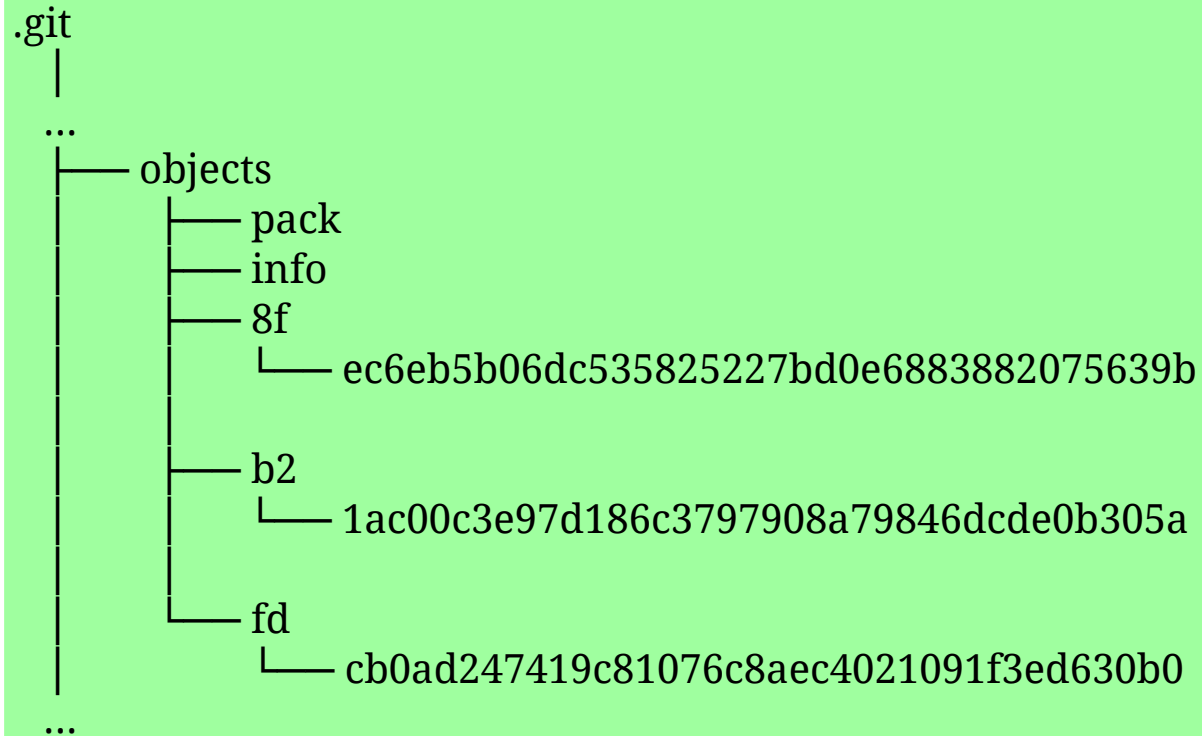 .git
...
objects
pack
info
8f
ec6eb5b06dc535825227bd0e6883882075639b
b2
1ac00c3e97d186c3797908a79846dcde0b305a
fd
cb0ad247419c81076c8aec4021091f3ed630b0
...